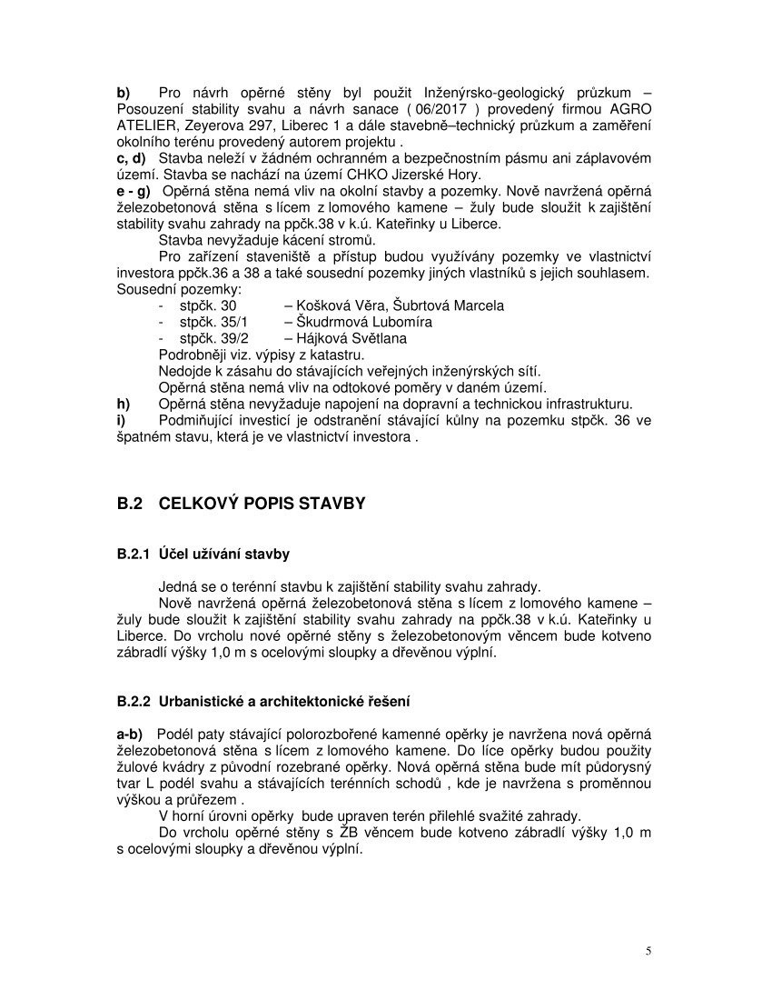 b) Pro návrh opěrné stěny byl použit Inženýrsko-geologický průzkum –
Posouzení stability svahu a návrh sanace ( 06/2017 ) provedený firmou AGRO
ATELIER, Zeyerova 297, Liberec 1 a dále stavebně–technický průzkum a zaměření
okolního terénu provedený autorem projektu .
c, d) Stavba neleží v žádném ochranném a bezpečnostním pásmu ani záplavovém
území. Stavba se nachází na území CHKO Jizerské Hory.
e - g) Opěrná stěna nemá vliv na okolní stavby a pozemky. Nově navržená opěrná
železobetonová stěna s lícem z lomového kamene – žuly bude sloužit k zajištění
stability svahu zahrady na ppčk.38 v k.ú. Kateřinky u Liberce.
Stavba nevyžaduje kácení stromů.
Pro zařízení staveniště a přístup budou využívány pozemky ve vlastnictví
investora ppčk.36 a 38 a také sousední pozemky jiných vlastníků s jejich souhlasem.
Sousední pozemky:
- stpčk. 30 – Košková Věra, Šubrtová Marcela
- stpčk. 35/1 – Škudrmová Lubomíra
- stpčk. 39/2 – Hájková Světlana
Podrobněji viz. výpisy z katastru.
Nedojde k zásahu do stávajících veřejných inženýrských sítí.
Opěrná stěna nemá vliv na odtokové poměry v daném území.
h) Opěrná stěna nevyžaduje napojení na dopravní a technickou infrastrukturu.
i) Podmiňující investicí je odstranění stávající kůlny na pozemku stpčk. 36 ve
špatném stavu, která je ve vlastnictví investora .
B.2 CELKOVÝ POPIS STAVBY
B.2.1 Účel užívání stavby
Jedná se o terénní stavbu k zajištění stability svahu zahrady.
Nově navržená opěrná železobetonová stěna s lícem z lomového kamene –
žuly bude sloužit k zajištění stability svahu zahrady na ppčk.38 v k.ú. Kateřinky u
Liberce. Do vrcholu nové opěrné stěny s železobetonovým věncem bude kotveno
zábradlí výšky 1,0 m s ocelovými sloupky a dřevěnou výplní.
B.2.2 Urbanistické a architektonické řešení
a-b) Podél paty stávající polorozbořené kamenné opěrky je navržena nová opěrná
železobetonová stěna s lícem z lomového kamene. Do líce opěrky budou použity
žulové kvádry z původní rozebrané opěrky. Nová opěrná stěna bude mít půdorysný
tvar L podél svahu a stávajících terénních schodů , kde je navržena s proměnnou
výškou a průřezem .
V horní úrovni opěrky bude upraven terén přilehlé svažité zahrady.
Do vrcholu opěrné stěny s ŽB věncem bude kotveno zábradlí výšky 1,0 m
s ocelovými sloupky a dřevěnou výplní.
5